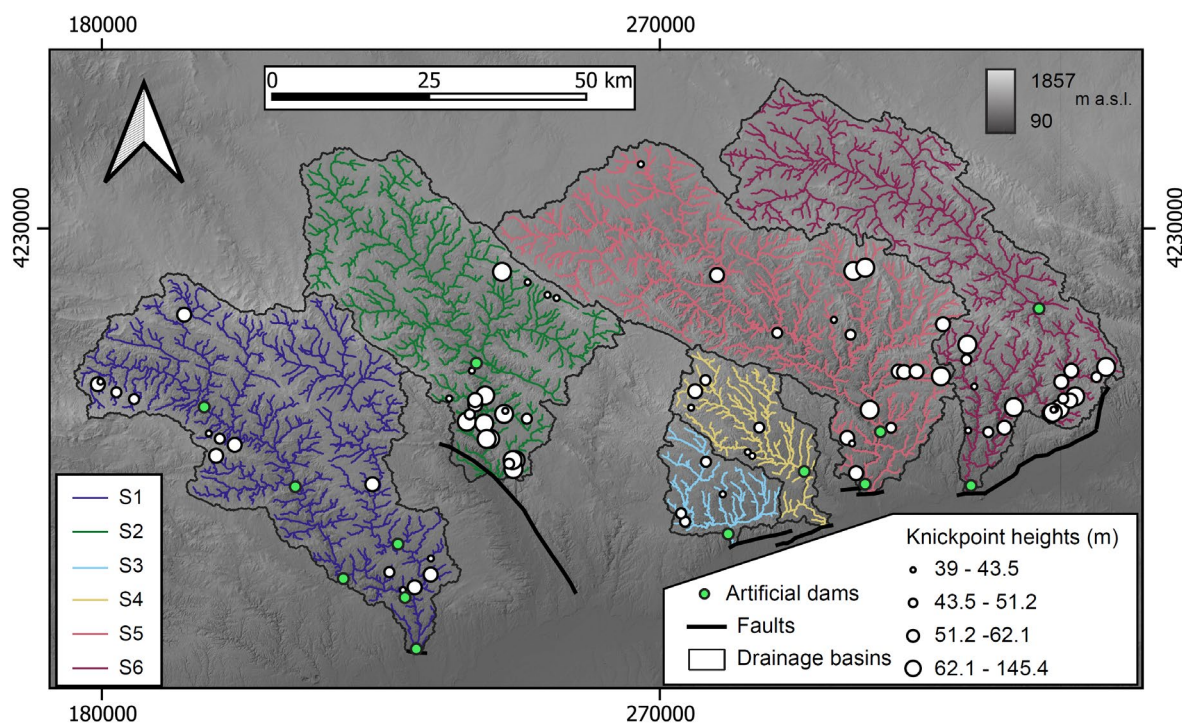 180000 270000
0 25 50 km
1857
m a.s.l.
90
4230000 4230000
S1
S2
S3
S4
S5
S6
Knickpoint heights (m)
39 - 43.5
43.5 - 51.2
51.2 -62.1
62.1 - 145.4
Artificial dams
Faults
Drainage basins
180000 270000